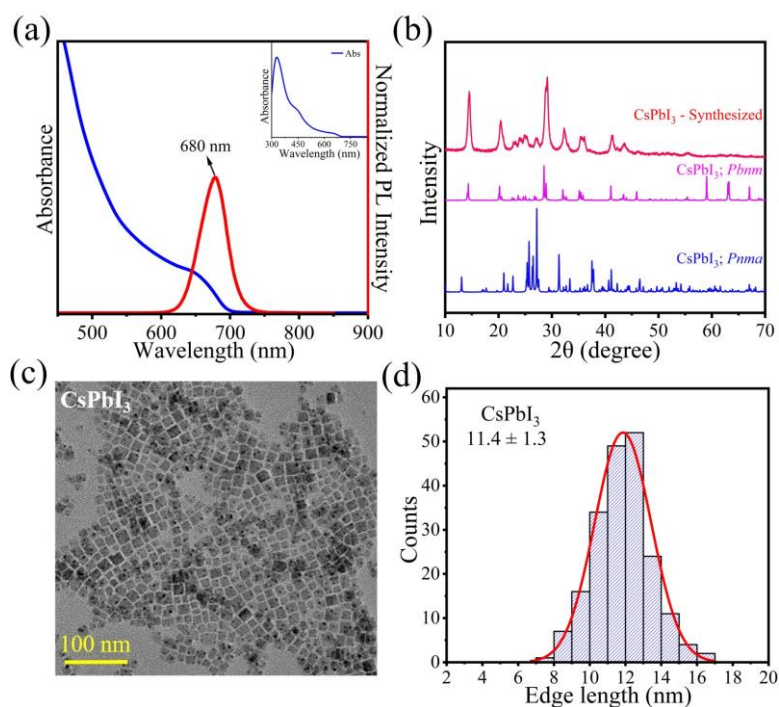 (a)
Absorbance
Normalized PL Intensity
680 nm
Abs
Absorbance
300 450 600 750
Wavelength (nm)
500 600 700 800 900
Wavelength (nm)
(b)
Intensity
CsPbI₃ - Synthesized
CsPbI₃; Pbnm
CsPbI₃; Pnma
10 20 30 40 50 60 70
2θ (degree)
(c)
CsPbI₃
100 nm
(d)
CsPbI₃
11.4 ± 1.3
Counts
60
50
40
30
20
10
0
2 4 6 8 10 12 14 16 18 20
Edge length (nm)